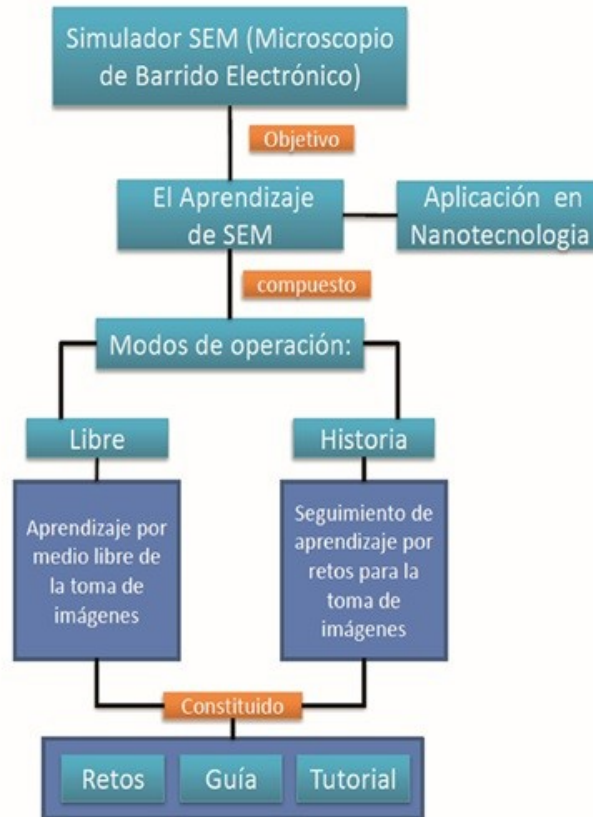 Simulador SEM (Microscopio
de Barrido Electrónico)
Objetivo
El Aprendizaje
de SEM
Aplicación en
Nanotecnologia
compuesto
Modos de operación:
Libre
Historia
Aprendizaje por
medio libre de
la toma de
imágenes
Seguimiento de
aprendizaje por
retos para la
toma de
imágenes
Constituido
Retos
Guía
Tutorial